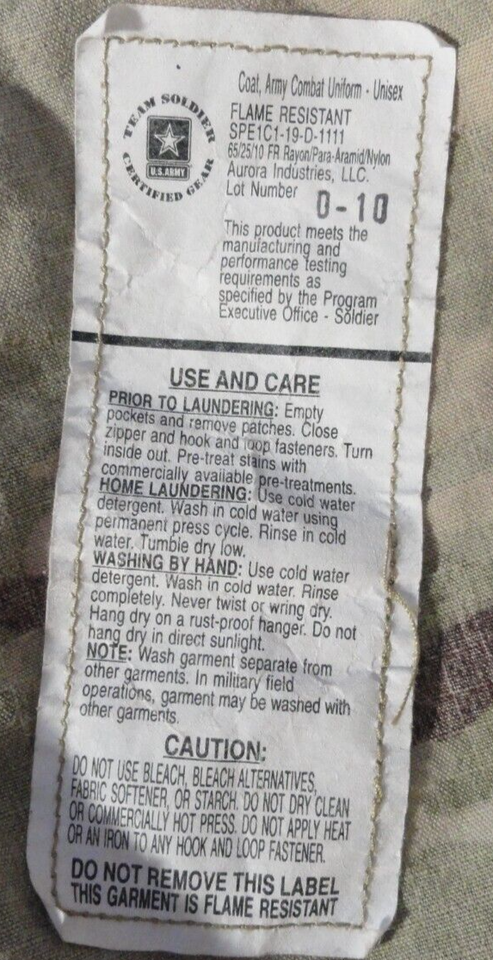 TEAM SOLDIER
U.S. ARMY
CERTIFIED GEAR
Coat, Army Combat Uniform - Unisex
FLAME RESISTANT
SPE1C1-19-D-1111
65/25/10 FR Rayon/Para-Aramid/Nylon
Aurora Industries, LLC.
Lot Number 0-10
This product meets the
manufacturing and
performance testing
requirements as
specified by the Program
Executive Office - Soldier
USE AND CARE
PRIOR TO LAUNDERING: Empty
pockets and remove patches. Close
zipper and hook and loop fasteners. Turn
inside out. Pre-treat stains with
commercially available pre-treatments.
HOME LAUNDERING: Use cold water
detergent. Wash in cold water using
permanent press cycle. Rinse in cold
water. Tumble dry low.
WASHING BY HAND: Use cold water
detergent. Wash in cold water. Rinse
completely. Never twist or wring dry.
Hang dry on a rust-proof hanger. Do not
hang dry in direct sunlight.
NOTE: Wash garment separate from
other garments. In military field
operations, garment may be washed with
other garments.
CAUTION:
DO NOT USE BLEACH, BLEACH ALTERNATIVES,
FABRIC SOFTENER, OR STARCH. DO NOT DRY CLEAN
OR COMMERCIALLY HOT PRESS. DO NOT APPLY HEAT
OR AN IRON TO ANY HOOK AND LOOP FASTENER.
DO NOT REMOVE THIS LABEL
THIS GARMENT IS FLAME RESISTANT